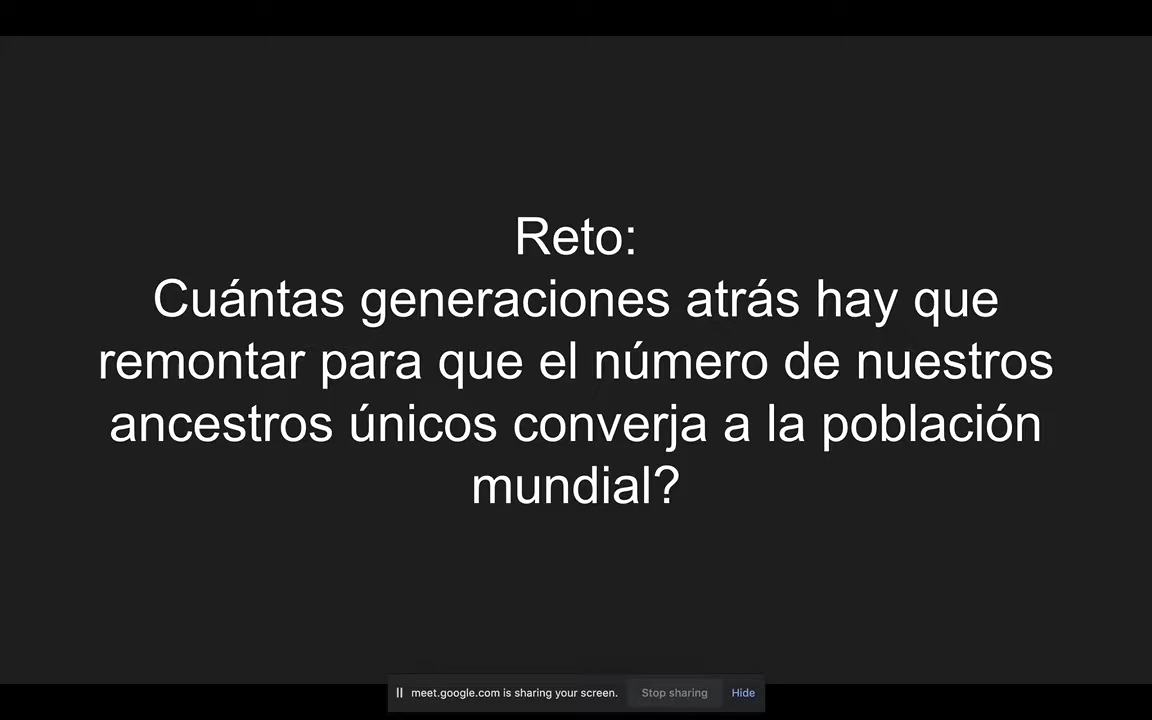 Reto:
Cuántas generaciones atrás hay que
remontar para que el número de nuestros
ancestros únicos converja a la población
mundial?
meet.google.com is sharing your screen. Stop sharing Hide